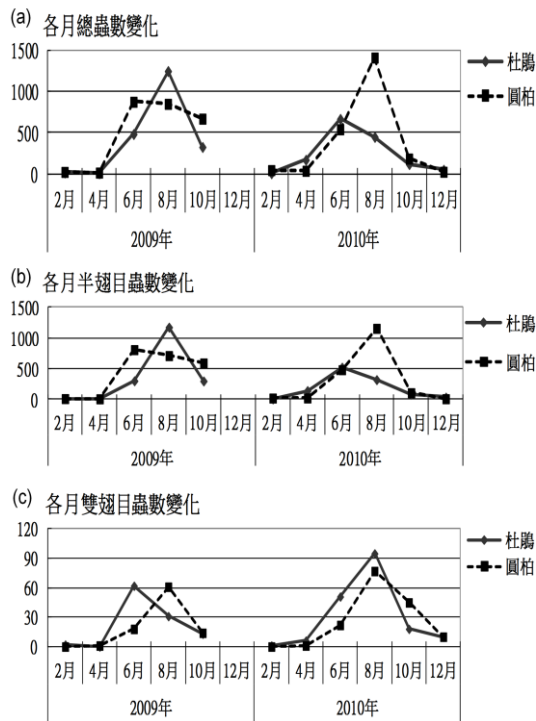 (a) 各月總蟲數變化
1500
1000
500
0
杜鵑
圓柏
2月 4月 6月 8月 10月 12月 2月 4月 6月 8月 10月 12月
2009年 2010年
(b) 各月半翅目蟲數變化
1500
1000
500
0
杜鵑
圓柏
2月 4月 6月 8月 10月 12月 2月 4月 6月 8月 10月 12月
2009年 2010年
(c) 各月雙翅目蟲數變化
120
90
60
30
0
杜鵑
圓柏
2月 4月 6月 8月 10月 12月 2月 4月 6月 8月 10月 12月
2009年 2010年